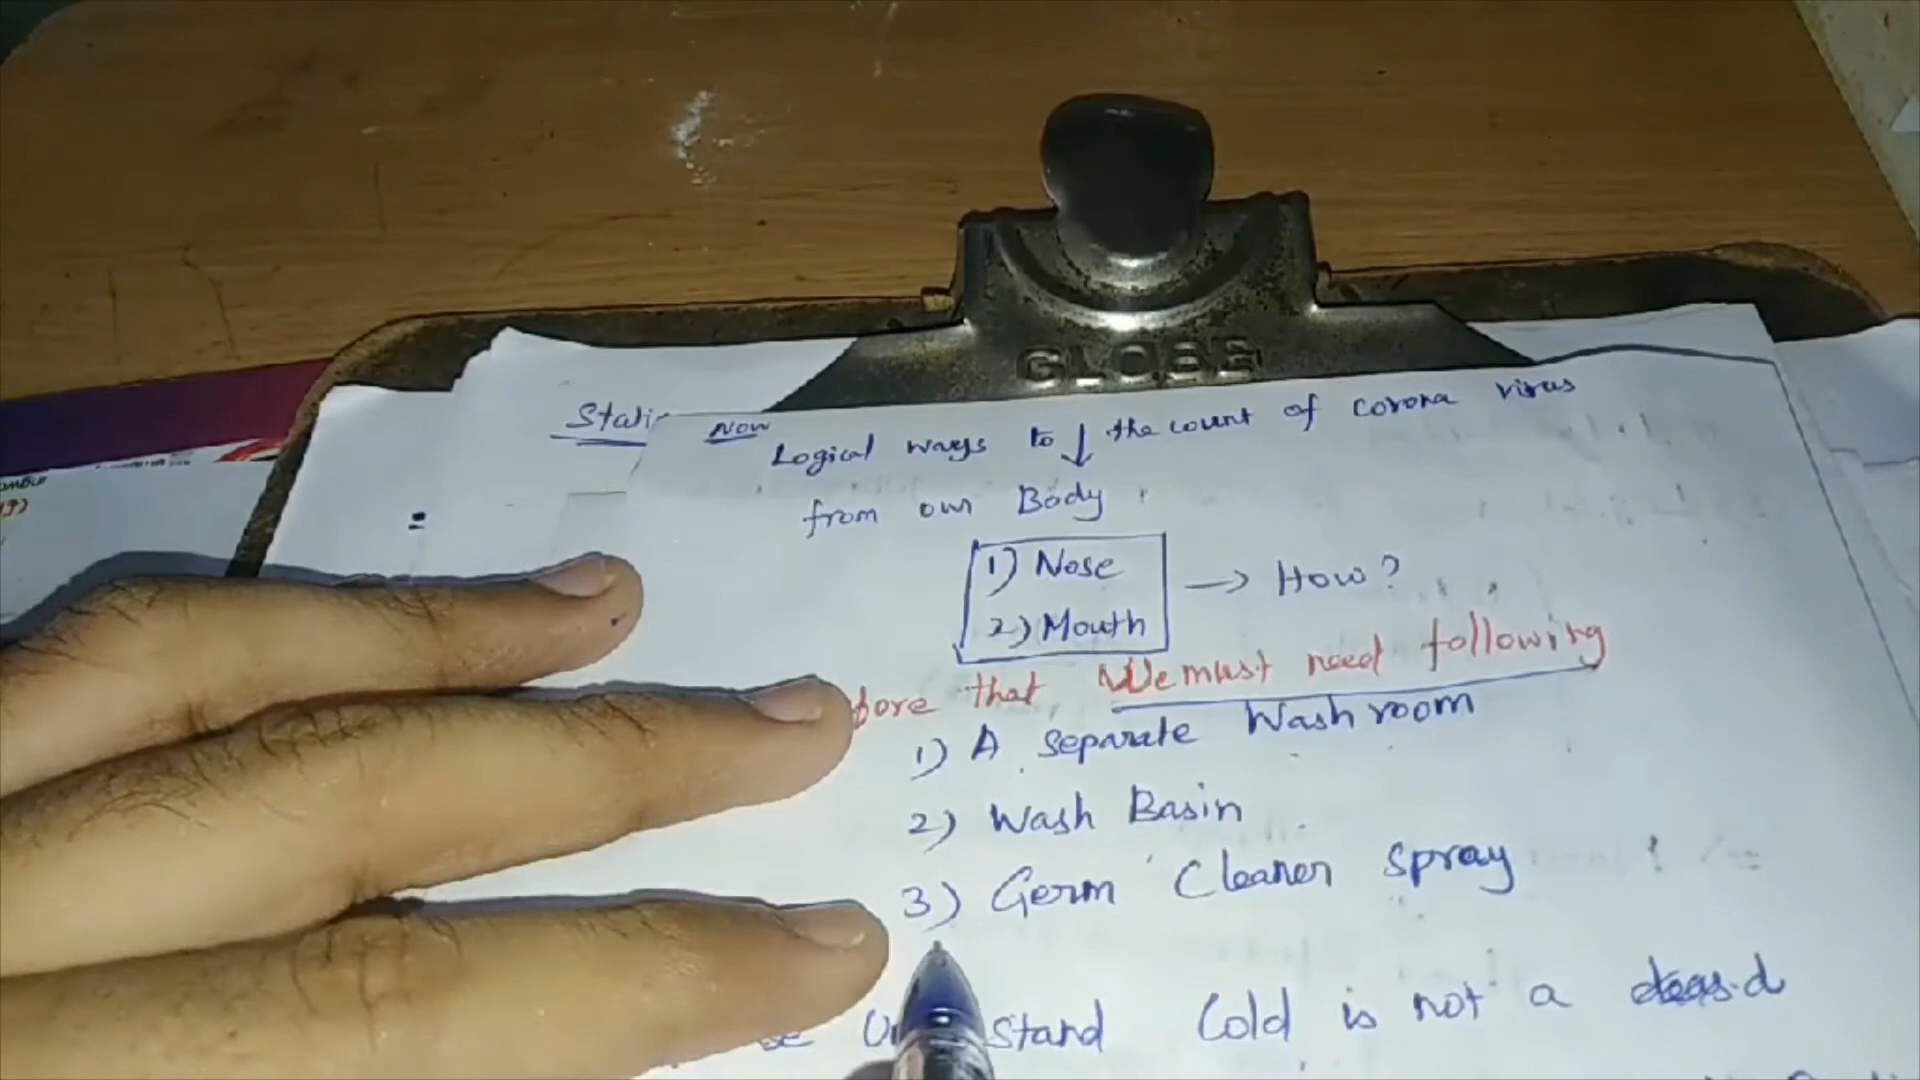 GLOBE
Stati
Now
Logical ways to ↓ the count of corona virus
from our Body
1) Nose
2) Mouth
→ How?
fore that, We must need following
1) A separate Wash room
2) Wash Basin
3) Germ Cleaner spray
stand Cold is not a